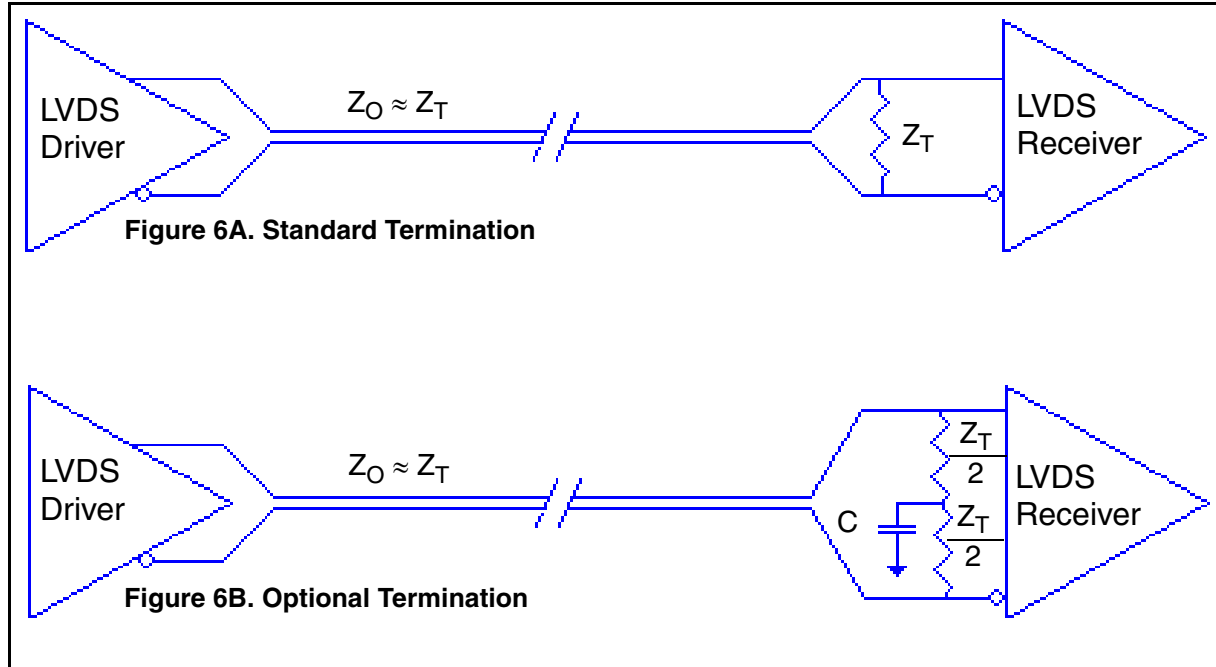 LVDS
Driver
Z_O ≈ Z_T
Z_T
LVDS
Receiver
Figure 6A. Standard Termination
LVDS
Driver
Z_O ≈ Z_T
C
Z_T
2
Z_T
2
LVDS
Receiver
Figure 6B. Optional Termination